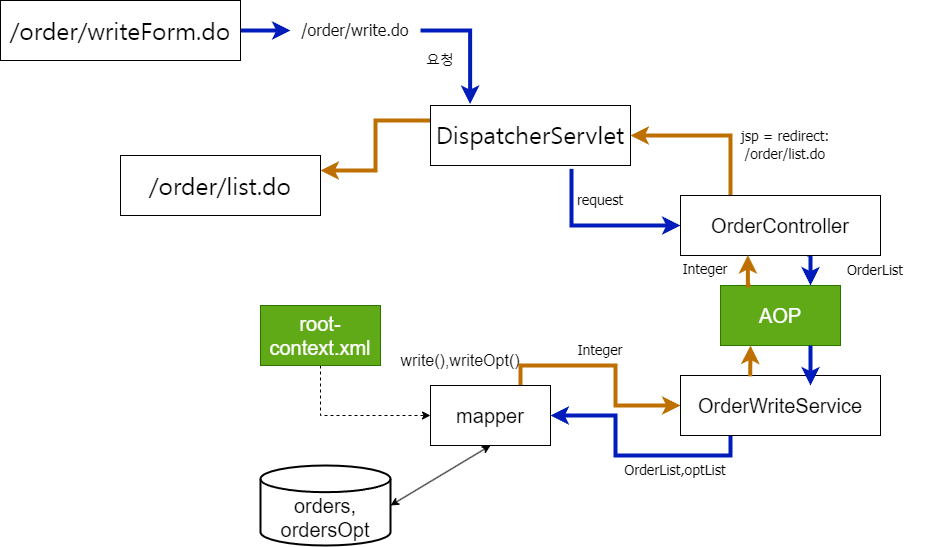 /order/writeForm.do
/order/write.do
요청
DispatcherServlet
jsp = redirect:
/order/list.do
/order/list.do
request
OrderController
Integer
OrderList
AOP
root-
context.xml
write(),writeOpt()
Integer
mapper
OrderWriteService
OrderList,optList
orders,
ordersOpt